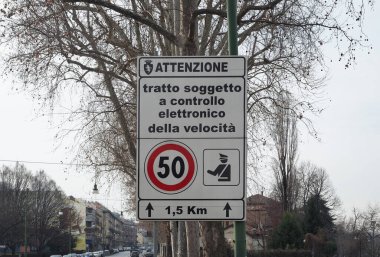 ATTENZIONE
tratto soggetto
a controllo
elettronico
della velocità
50
1,5 Km